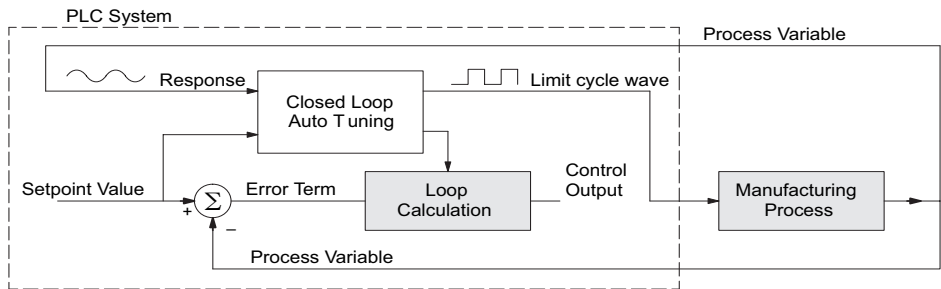 PLC System
Process Variable
Response
Limit cycle wave
Closed Loop
Auto Tuning
Setpoint Value
Error Term
Control
Output
Loop
Calculation
Manufacturing
Process
+
Σ
–
Process Variable